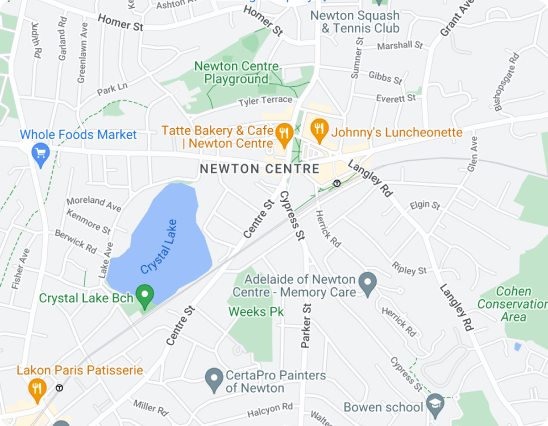 Ashton Ave
Homer St
Newton Squash
& Tennis Club
Grant Ave
Homer St
Garland Rd
Greenlawn Ave
Marshall St
Sumner St
Gibbs St
Newton Centre
Playground
Bishopsgate Rd
Park Ln
Tyler Terrace
Everett St
Whole Foods Market
Tatte Bakery & Cafe
| Newton Centre
Johnny's Luncheonette
Glen Ave
NEWTON CENTRE
Langley Rd
Moreland Ave
Kenmore St
Berwick Rd
Lake Ave
Crystal Lake
Centre St
Cypress St
Herrick Rd
Elgin St
Fisher Ave
Ripley St
Adelaide of Newton
Centre - Memory Care
Crystal Lake Bch
Weeks Pk
Centre St
Parker St
Herrick Rd
Langley Rd
Cohen
Conservation
Area
Lakon Paris Patisserie
CertaPro Painters
of Newton
Cypress St
Miller Rd
Halcyon Rd
Bowen school